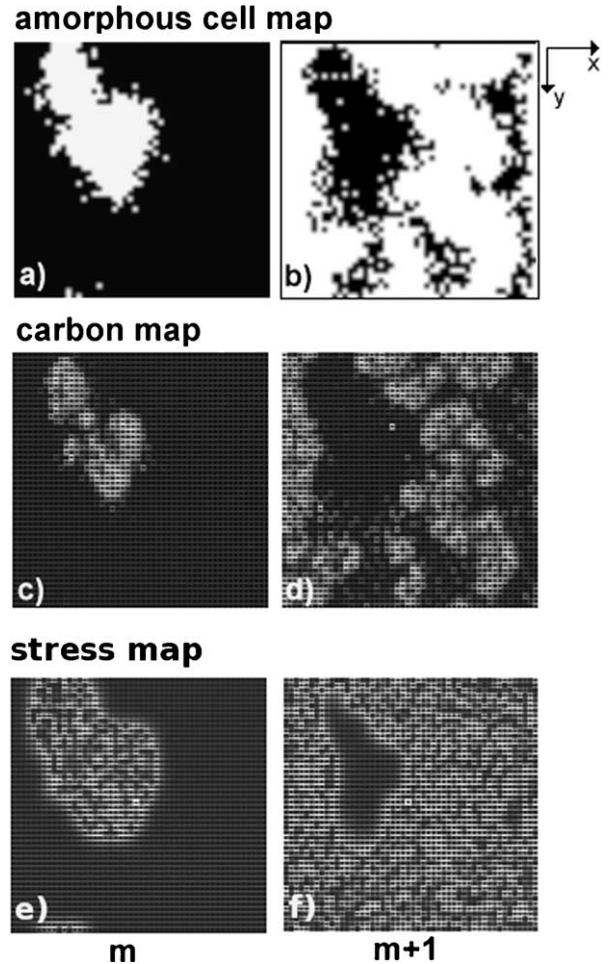 amorphous cell map
x
y
a)
b)
carbon map
c)
d)
stress map
e)
f)
m
m+1